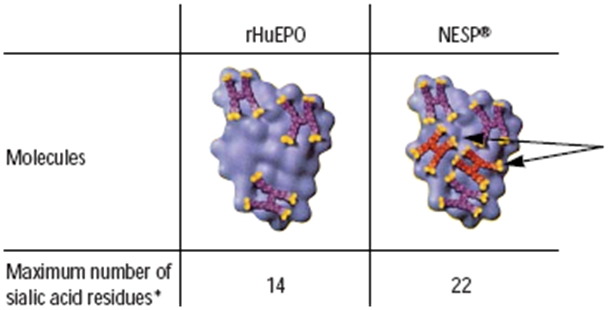 rHuEPO NESP®
Molecules
Maximum number of
sialic acid residues* 14 22